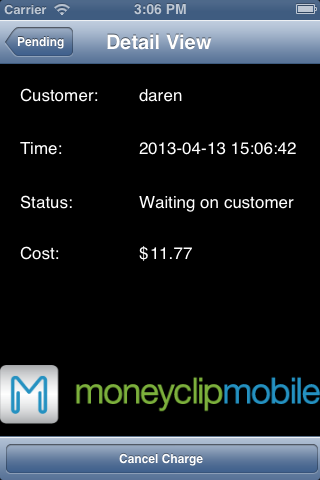 Carrier 3:06 PM
Pending Detail View
Customer: daren
Time: 2013-04-13 15:06:42
Status: Waiting on customer
Cost: $11.77
M moneyclipmobile
Cancel Charge